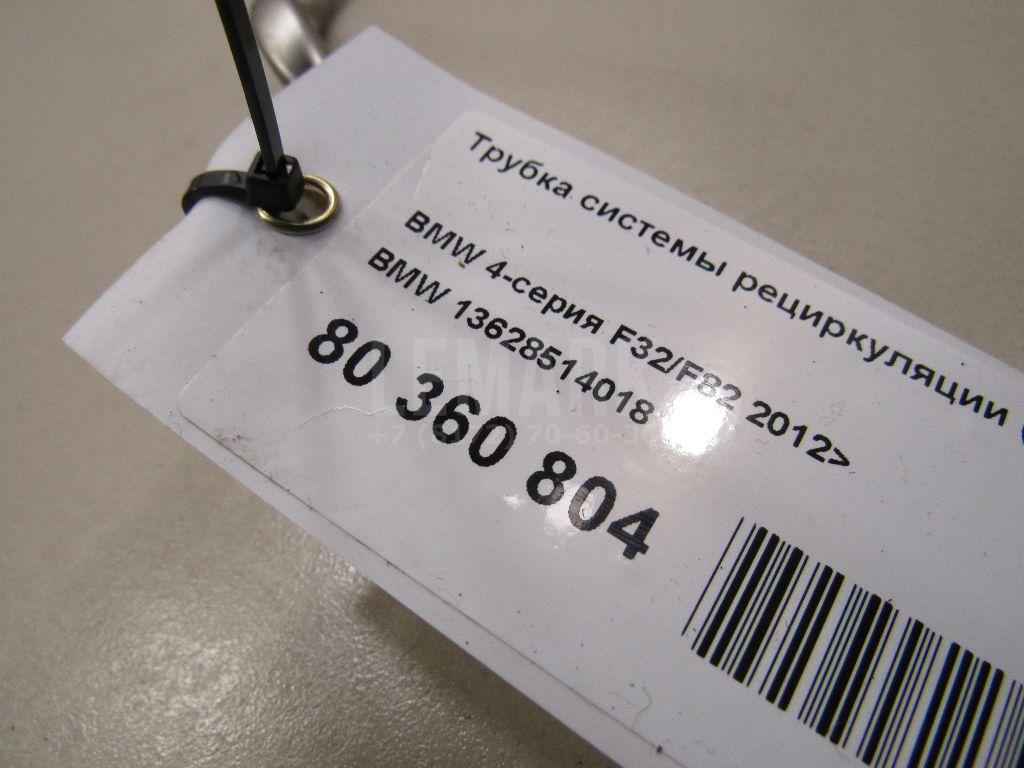 Трубка системы рециркуляции
BMW 4-серия F32/F82 2012>
BMW 13628514018
80 360 804